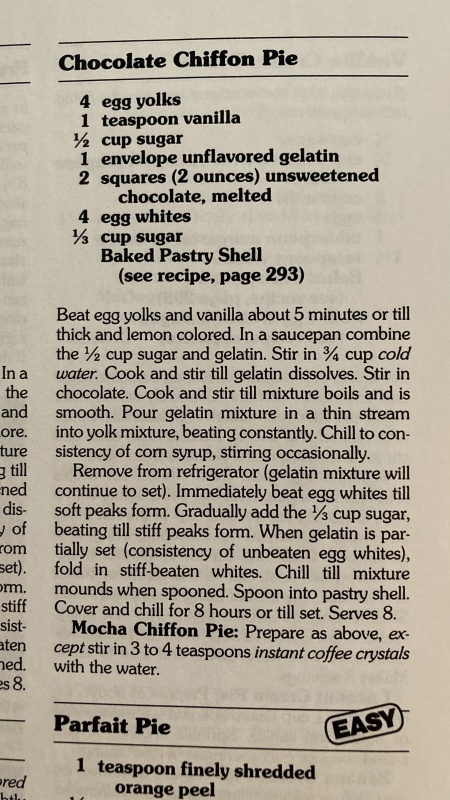 Chocolate Chiffon Pie
4 egg yolks
1 teaspoon vanilla
½ cup sugar
1 envelope unflavored gelatin
2 squares (2 ounces) unsweetened
chocolate, melted
4 egg whites
⅓ cup sugar
Baked Pastry Shell
(see recipe, page 293)
Beat egg yolks and vanilla about 5 minutes or till
thick and lemon colored. In a saucepan combine
the ½ cup sugar and gelatin. Stir in ¾ cup cold
water. Cook and stir till gelatin dissolves. Stir in
chocolate. Cook and stir till mixture boils and is
smooth. Pour gelatin mixture in a thin stream
into yolk mixture, beating constantly. Chill to con-
sistency of corn syrup, stirring occasionally.
Remove from refrigerator (gelatin mixture will
continue to set). Immediately beat egg whites till
soft peaks form. Gradually add the ⅓ cup sugar,
beating till stiff peaks form. When gelatin is par-
tially set (consistency of unbeaten egg whites),
fold in stiff-beaten whites. Chill till mixture
mounds when spooned. Spoon into pastry shell.
Cover and chill for 8 hours or till set. Serves 8.
Mocha Chiffon Pie: Prepare as above, ex-
cept stir in 3 to 4 teaspoons instant coffee crystals
with the water.
Parfait Pie
EASY
1 teaspoon finely shredded
orange peel
In a
the
and
ore.
ture
g till
ned
dis-
y of
rom
set).
orm.
stiff
sist-
aten
ned.
es 8.
ored